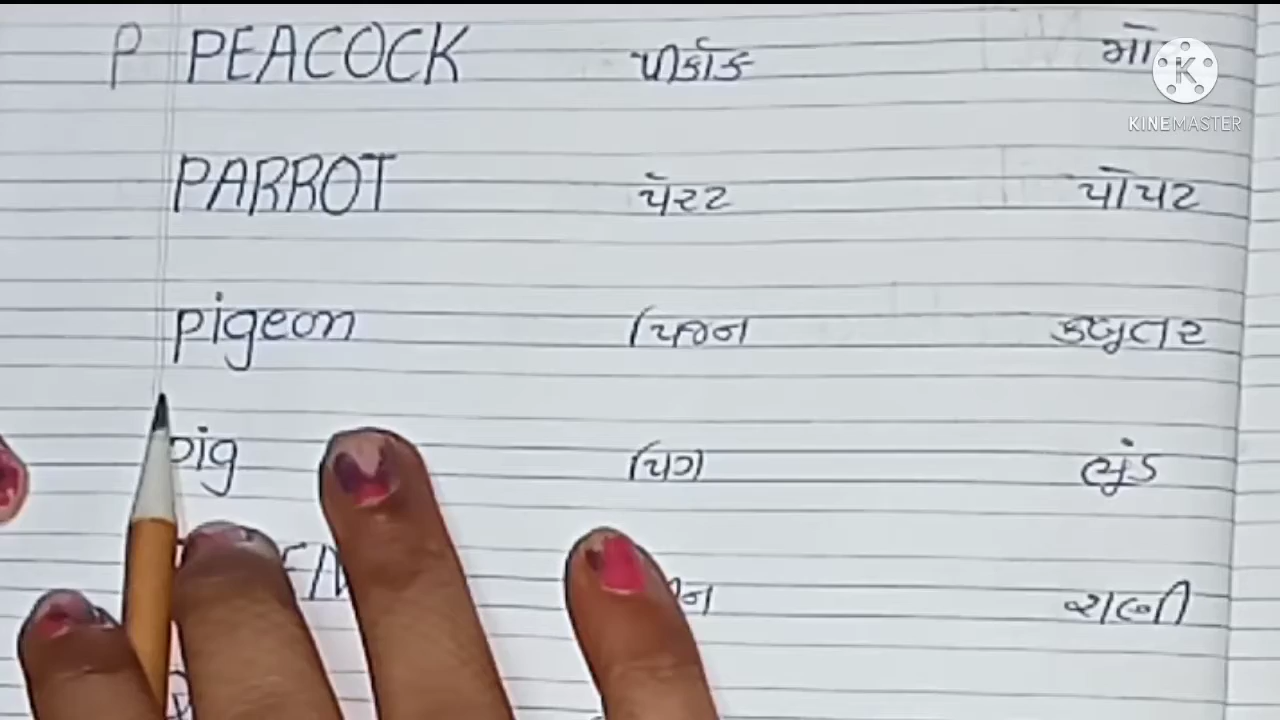 P PEACOCK પીકોક મો
PARROT પેરટ પોપટ
pigeon પિજન કબૂતર
pig પિગ ભૂંડ
રાણી
KINEMASTER